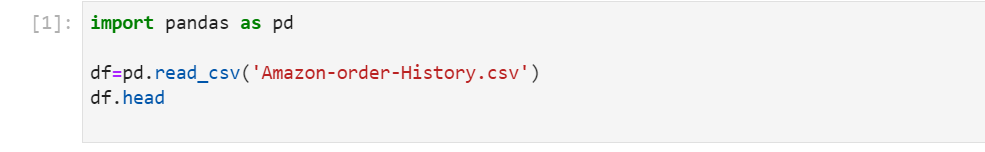 [1]:
import pandas as pd
df=pd.read_csv('Amazon-order-History.csv')
df.head